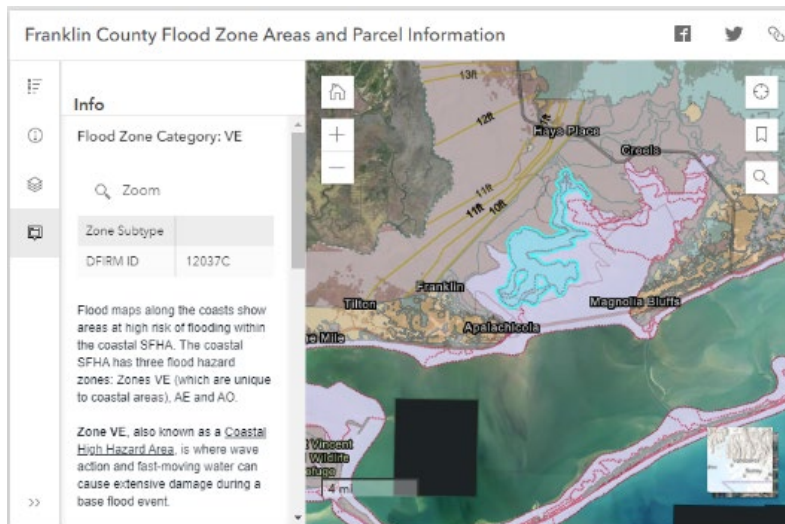 Franklin County Flood Zone Areas and Parcel Information
Info
Flood Zone Category: VE
Zoom
Zone Subtype
DFIRM ID 12037C
Flood maps along the coasts show
areas at high risk of flooding within
the coastal SFHA. The coastal
SFHA has three flood hazard
zones: Zones VE (which are unique
to coastal areas), AE and AO.
Zone VE, also known as a Coastal
High Hazard Area, is where wave
action and fast-moving water can
cause extensive damage during a
base flood event.
13ft
12ft
Hays Place
Creels
11ft
11ft 10ft
Franklin
Tilton
Magnolia Bluffs
Apalachicola
Mile
Vincent
Wildlife
4 mi